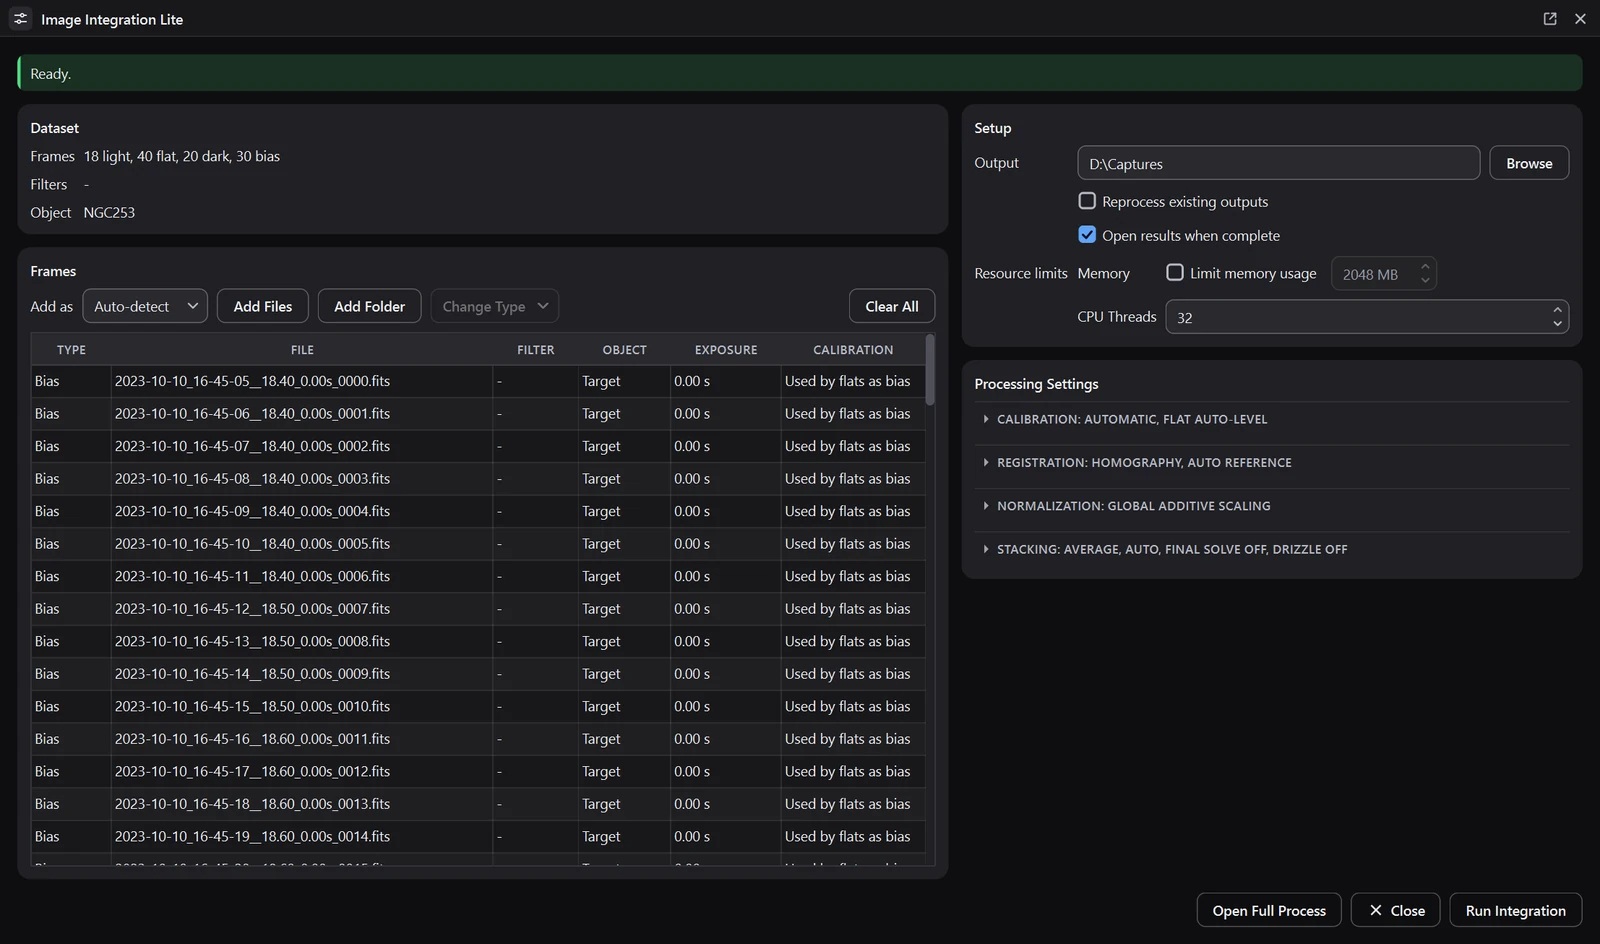 Image Integration Lite
Ready.
Dataset
Frames 18 light, 40 flat, 20 dark, 30 bias
Filters -
Object NGC253
Frames
Add as Auto-detect Add Files Add Folder Change Type Clear All
TYPE FILE FILTER OBJECT EXPOSURE CALIBRATION
Bias 2023-10-10_16-45-05__18.40_0.00s_0000.fits - Target 0.00 s Used by flats as bias
Bias 2023-10-10_16-45-06__18.40_0.00s_0001.fits - Target 0.00 s Used by flats as bias
Bias 2023-10-10_16-45-07__18.40_0.00s_0002.fits - Target 0.00 s Used by flats as bias
Bias 2023-10-10_16-45-08__18.40_0.00s_0003.fits - Target 0.00 s Used by flats as bias
Bias 2023-10-10_16-45-09__18.40_0.00s_0004.fits - Target 0.00 s Used by flats as bias
Bias 2023-10-10_16-45-10__18.40_0.00s_0005.fits - Target 0.00 s Used by flats as bias
Bias 2023-10-10_16-45-11__18.40_0.00s_0006.fits - Target 0.00 s Used by flats as bias
Bias 2023-10-10_16-45-12__18.50_0.00s_0007.fits - Target 0.00 s Used by flats as bias
Bias 2023-10-10_16-45-13__18.50_0.00s_0008.fits - Target 0.00 s Used by flats as bias
Bias 2023-10-10_16-45-14__18.50_0.00s_0009.fits - Target 0.00 s Used by flats as bias
Bias 2023-10-10_16-45-15__18.50_0.00s_0010.fits - Target 0.00 s Used by flats as bias
Bias 2023-10-10_16-45-16__18.60_0.00s_0011.fits - Target 0.00 s Used by flats as bias
Bias 2023-10-10_16-45-17__18.60_0.00s_0012.fits - Target 0.00 s Used by flats as bias
Bias 2023-10-10_16-45-18__18.60_0.00s_0013.fits - Target 0.00 s Used by flats as bias
Bias 2023-10-10_16-45-19__18.60_0.00s_0014.fits - Target 0.00 s Used by flats as bias
Setup
Output D:\Captures Browse
Reprocess existing outputs
Open results when complete
Resource limits Memory Limit memory usage 2048 MB
CPU Threads 32
Processing Settings
CALIBRATION: AUTOMATIC, FLAT AUTO-LEVEL
REGISTRATION: HOMOGRAPHY, AUTO REFERENCE
NORMALIZATION: GLOBAL ADDITIVE SCALING
STACKING: AVERAGE, AUTO, FINAL SOLVE OFF, DRIZZLE OFF
Open Full Process Close Run Integration